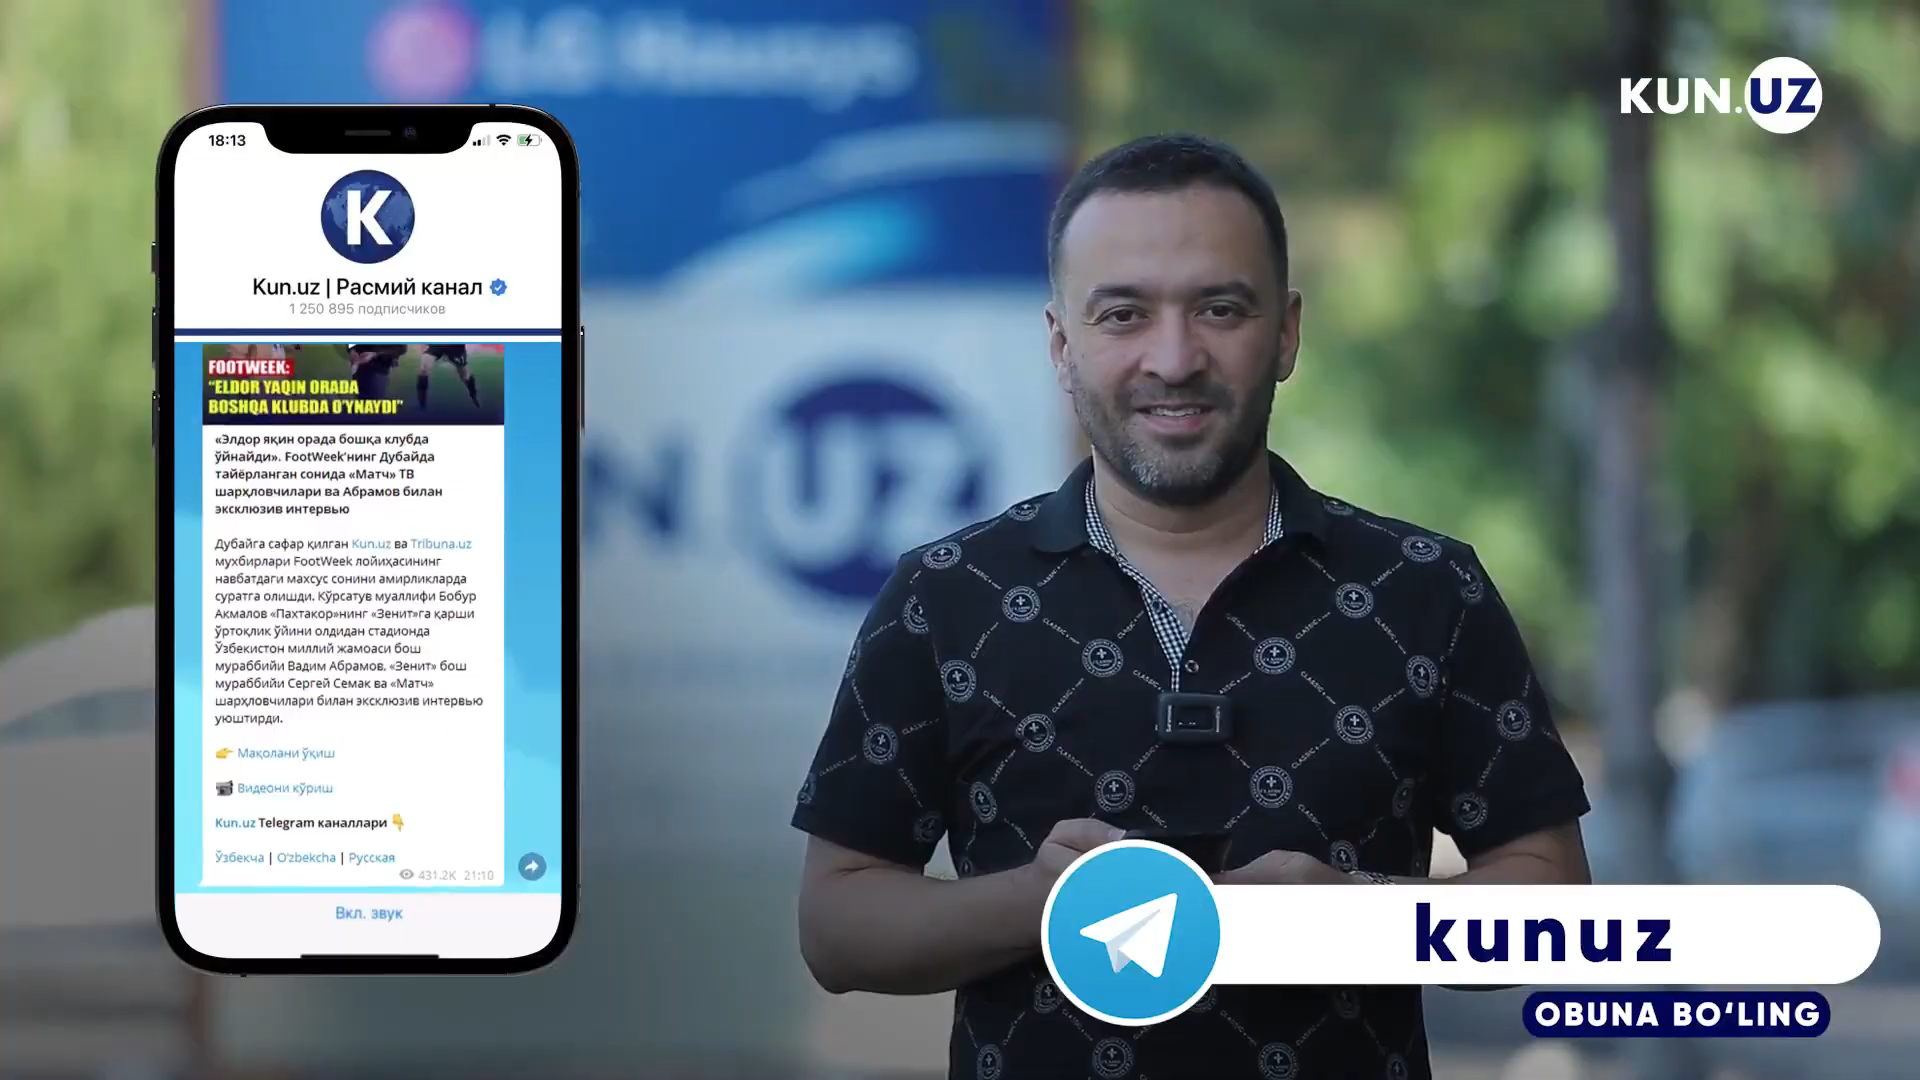 KUN.UZ
LG
18:13
K
Kun.uz | Расмий канал
1 250 895 подписчиков
FOOTWEEK:
"ELDOR YAQIN ORADA
BOSHQA KLUBDA O'YNAYDI"
«Элдор яқин орада бошқа клубда
ўйнайди». FootWeek'нинг Дубайда
тайёрланган сонида «Матч» ТВ
шарҳловчилари ва Абрамов билан
эксклюзив интервью
Дубайга сафар қилган Kun.uz ва Tribuna.uz
мухбирлари FootWeek лойиҳасининг
навбатдаги махсус сонини амирликларда
суратга олишди. Кўрсатув муаллифи Бобур
Акмалов «Пахтакор»нинг «Зенит»га қарши
ўртоқлик ўйини олдидан стадионда
Ўзбекистон миллий жамоаси бош
мураббийи Вадим Абрамов, «Зенит» бош
мураббийи Сергей Семак ва «Матч»
шарҳловчилари билан эксклюзив интервью
уюштирди.
Мақолани ўқиш
Видеони кўриш
Kun.uz Telegram каналлари
Ўзбекча | O'zbekcha | Русская
431.2K 21:10
Вкл. звук
N UZ
CLASSIC
kunuz
OBUNA BO‘LING